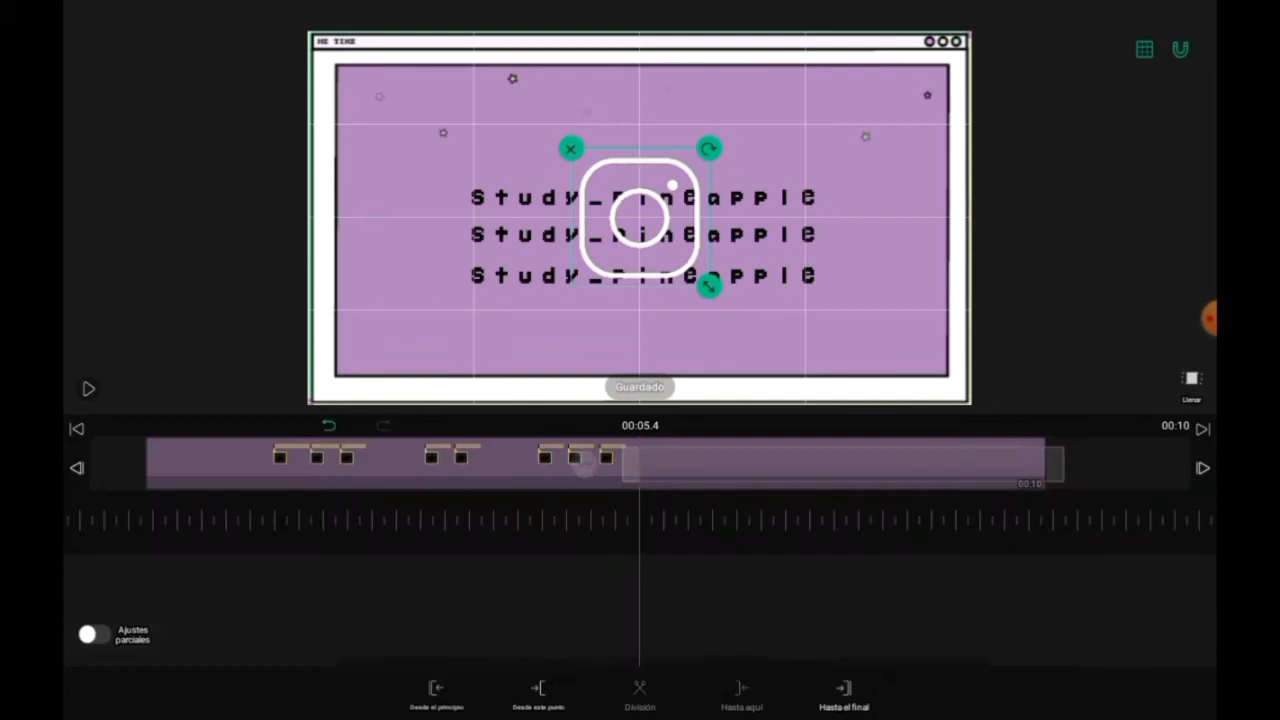 ME TIME
Study_pineapple
Study_pineapple
Study_pineapple
Guardado
Llenar
00:05.4
00:10
00:10
Ajustes
parciales
Desde el principio
Desde este punto
División
Hasta aquí
Hasta el final